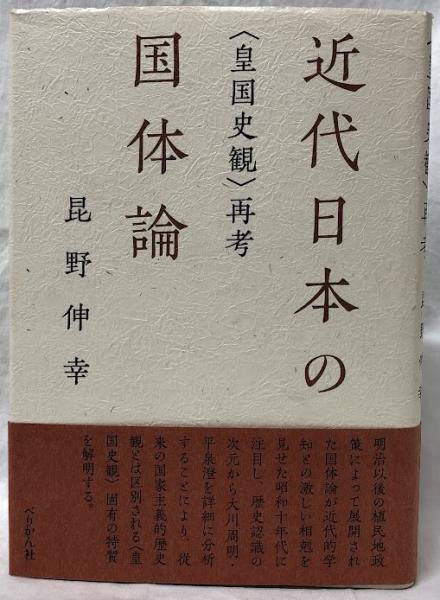 近代日本の
国体論
〈皇国史観〉再考
昆野伸幸
明治以後の植民地政
策によって展開され
た国体論が近代的学
知との激しい相剋を
見せた昭和十年代に
注目し、歴史認識の
次元から大川周明・
平泉澄を詳細に分析
することにより、従
来の国家主義的歴史
観とは区別される〈皇
国史観〉固有の特質
を解明する。
ぺりかん社